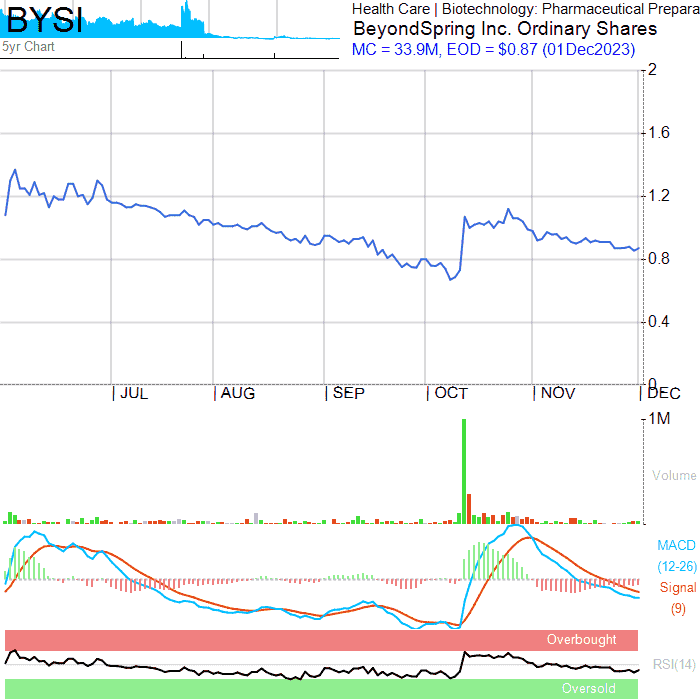 BYSI
5yr Chart
Health Care | Biotechnology: Pharmaceutical Prepara
BeyondSpring Inc. Ordinary Shares
MC = 33.9M, EOD = $0.87 (01Dec2023)
2
1.6
1.2
0.8
0.4
0
JUL AUG SEP OCT NOV DEC
1M
Volume
MACD
(12-26)
Signal
(9)
Overbought
RSI(14)
Oversold